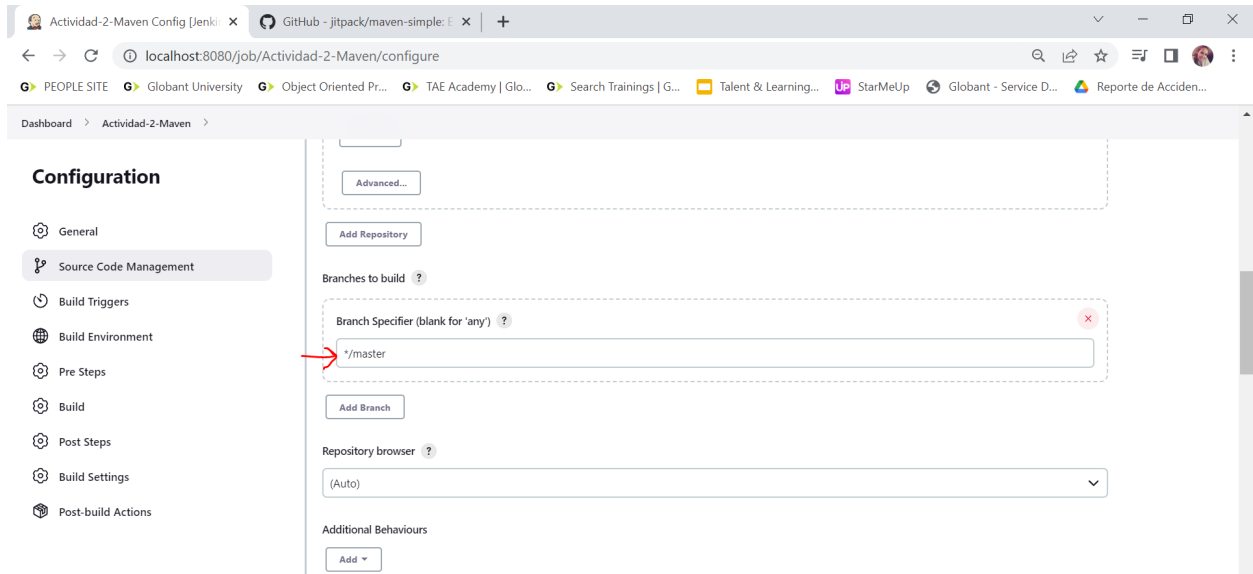 Actividad-2-Maven Config [Jenki
GitHub - jitpack/maven-simple: E
localhost:8080/job/Actividad-2-Maven/configure
PEOPLE SITE
Globant University
Object Oriented Pr...
TAE Academy | Glo...
Search Trainings | G...
Talent & Learning...
UP StarMeUp
Globant - Service D...
Reporte de Acciden...
Dashboard > Actividad-2-Maven >
Configuration
General
Source Code Management
Build Triggers
Build Environment
Pre Steps
Build
Post Steps
Build Settings
Post-build Actions
Advanced...
Add Repository
Branches to build ?
Branch Specifier (blank for 'any') ?
*/master
Add Branch
Repository browser ?
(Auto)
Additional Behaviours
Add